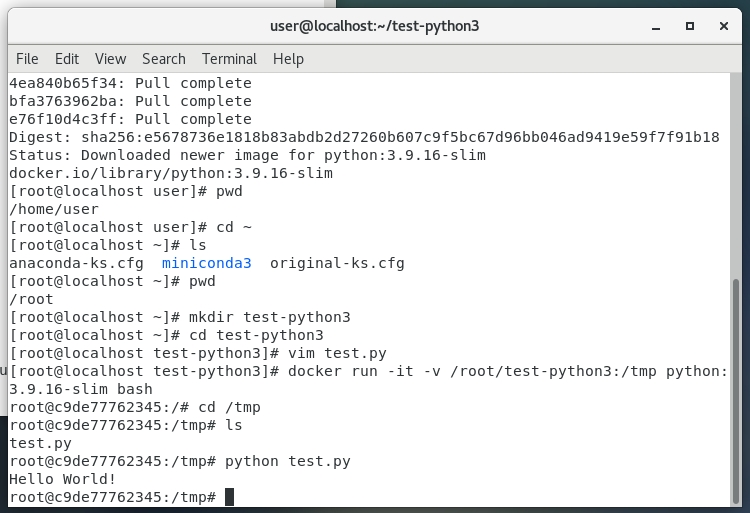 user@localhost:~/test-python3
File Edit View Search Terminal Help
4ea840b65f34: Pull complete
bfa3763962ba: Pull complete
e76f10d4c3ff: Pull complete
Digest: sha256:e5678736e1818b83abdb2d27260b607c9f5bc67d96bb046ad9419e59f7f91b18
Status: Downloaded newer image for python:3.9.16-slim
docker.io/library/python:3.9.16-slim
[root@localhost user]# pwd
/home/user
[root@localhost user]# cd ~
[root@localhost ~]# ls
anaconda-ks.cfg  miniconda3  original-ks.cfg
[root@localhost ~]# pwd
/root
[root@localhost ~]# mkdir test-python3
[root@localhost ~]# cd test-python3
[root@localhost test-python3]# vim test.py
[root@localhost test-python3]# docker run -it -v /root/test-python3:/tmp python:
3.9.16-slim bash
root@c9de77762345:/# cd /tmp
root@c9de77762345:/tmp# ls
test.py
root@c9de77762345:/tmp# python test.py
Hello World!
root@c9de77762345:/tmp#